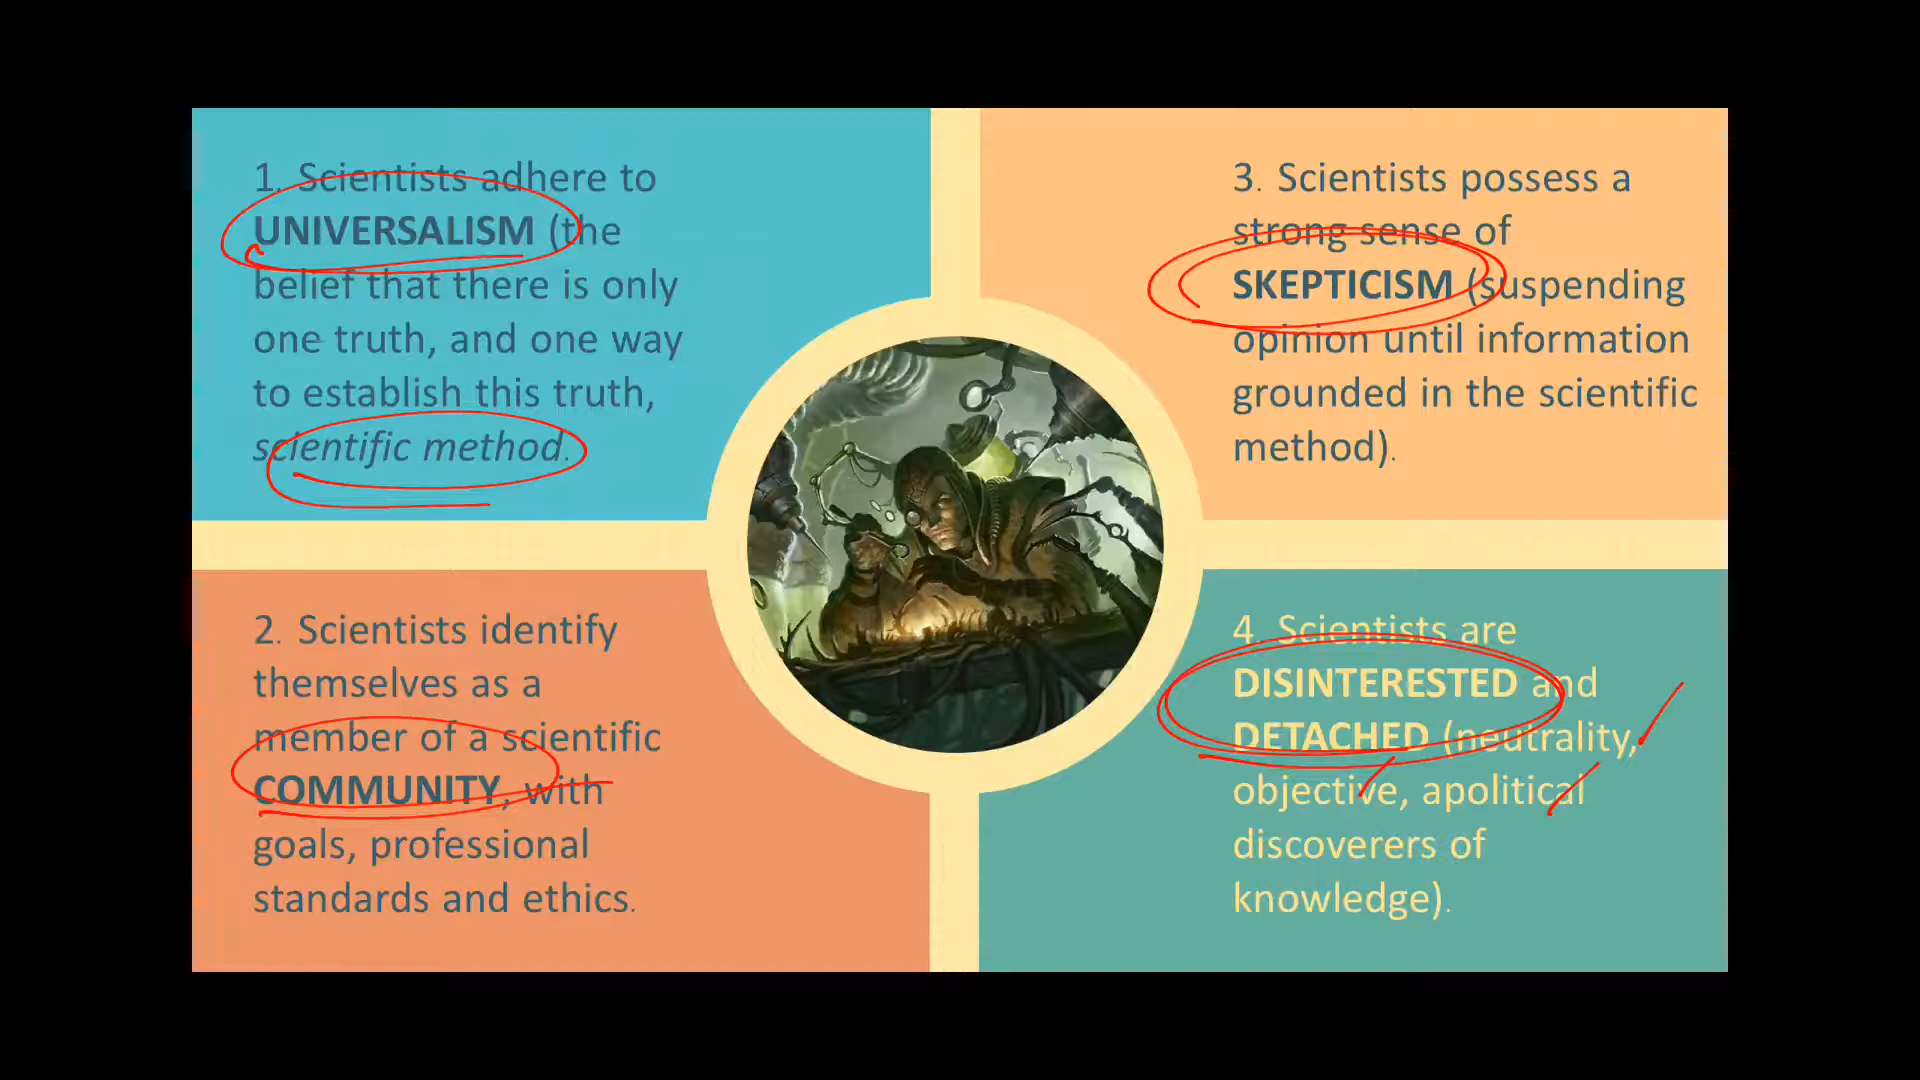 1. Scientists adhere to
UNIVERSALISM (the
belief that there is only
one truth, and one way
to establish this truth,
scientific method.
2. Scientists identify
themselves as a
member of a scientific
COMMUNITY, with
goals, professional
standards and ethics.
3. Scientists possess a
strong sense of
SKEPTICISM (suspending
opinion until information
grounded in the scientific
method).
4. Scientists are
DISINTERESTED and
DETACHED (neutrality,
objective, apolitical
discoverers of
knowledge).